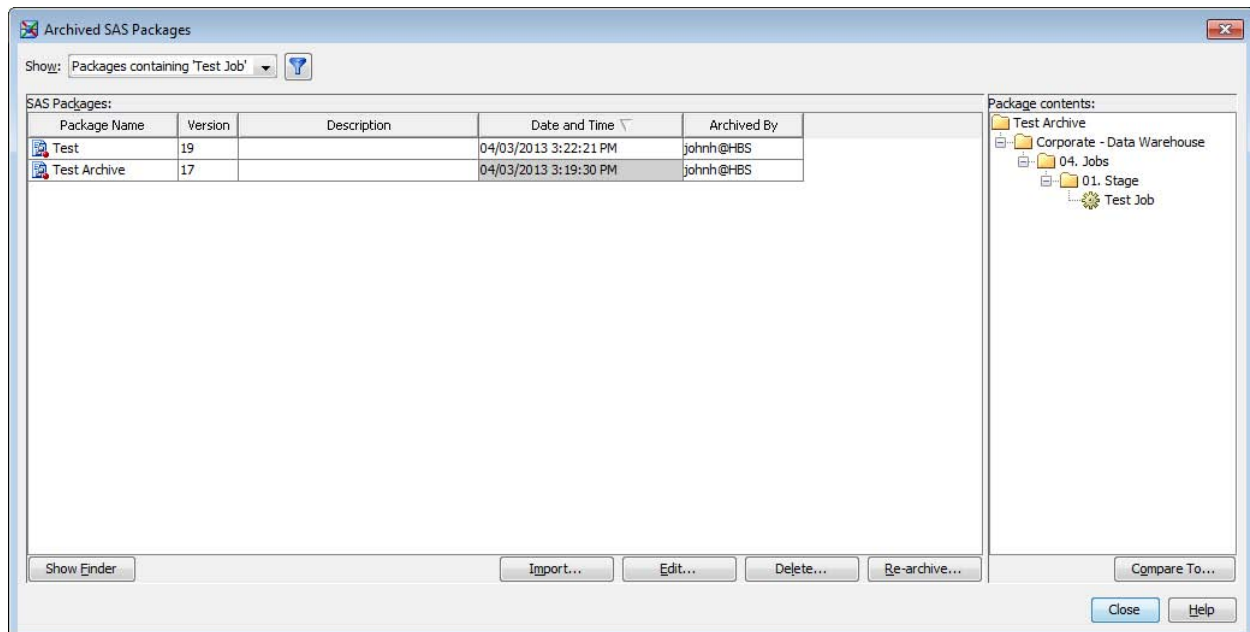 Archived SAS Packages
Show: Packages containing 'Test Job'
SAS Packages:
Package Name Version Description Date and Time Archived By
Test 19 04/03/2013 3:22:21 PM johnh@HBS
Test Archive 17 04/03/2013 3:19:30 PM johnh@HBS
Package contents:
Test Archive
Corporate - Data Warehouse
04. Jobs
01. Stage
Test Job
Show Finder Import... Edit... Delete... Re-archive... Compare To...
Close Help